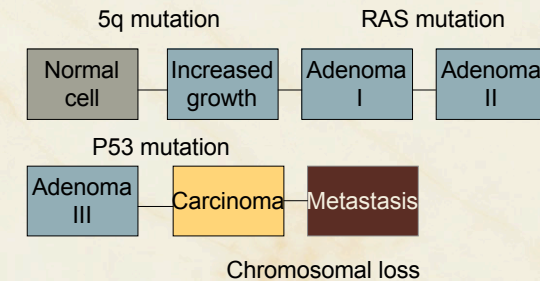 5q mutation
RAS mutation
Normal
cell
Increased
growth
Adenoma
I
Adenoma
II
P53 mutation
Adenoma
III
Carcinoma
Metastasis
Chromosomal loss